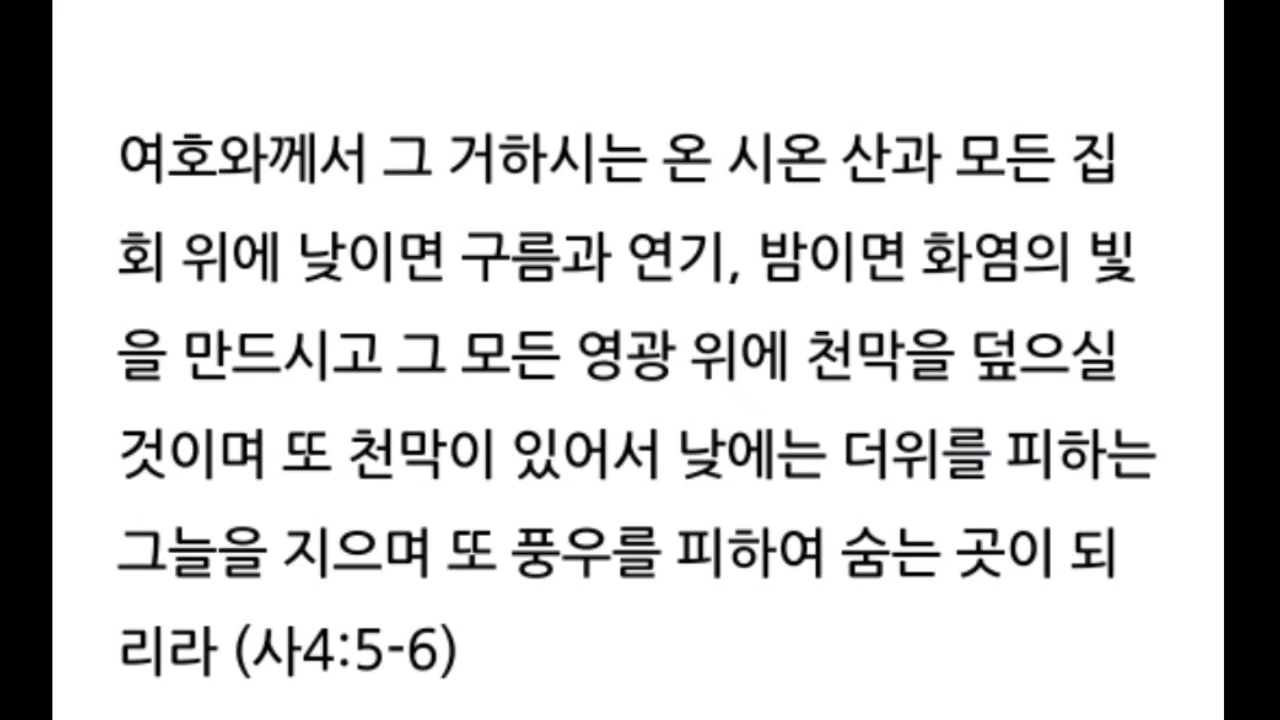 여호와께서 그 거하시는 온 시온 산과 모든 집
회 위에 낮이면 구름과 연기, 밤이면 화염의 빛
을 만드시고 그 모든 영광 위에 천막을 덮으실
것이며 또 천막이 있어서 낮에는 더위를 피하는
그늘을 지으며 또 풍우를 피하여 숨는 곳이 되
리라 (사4:5-6)